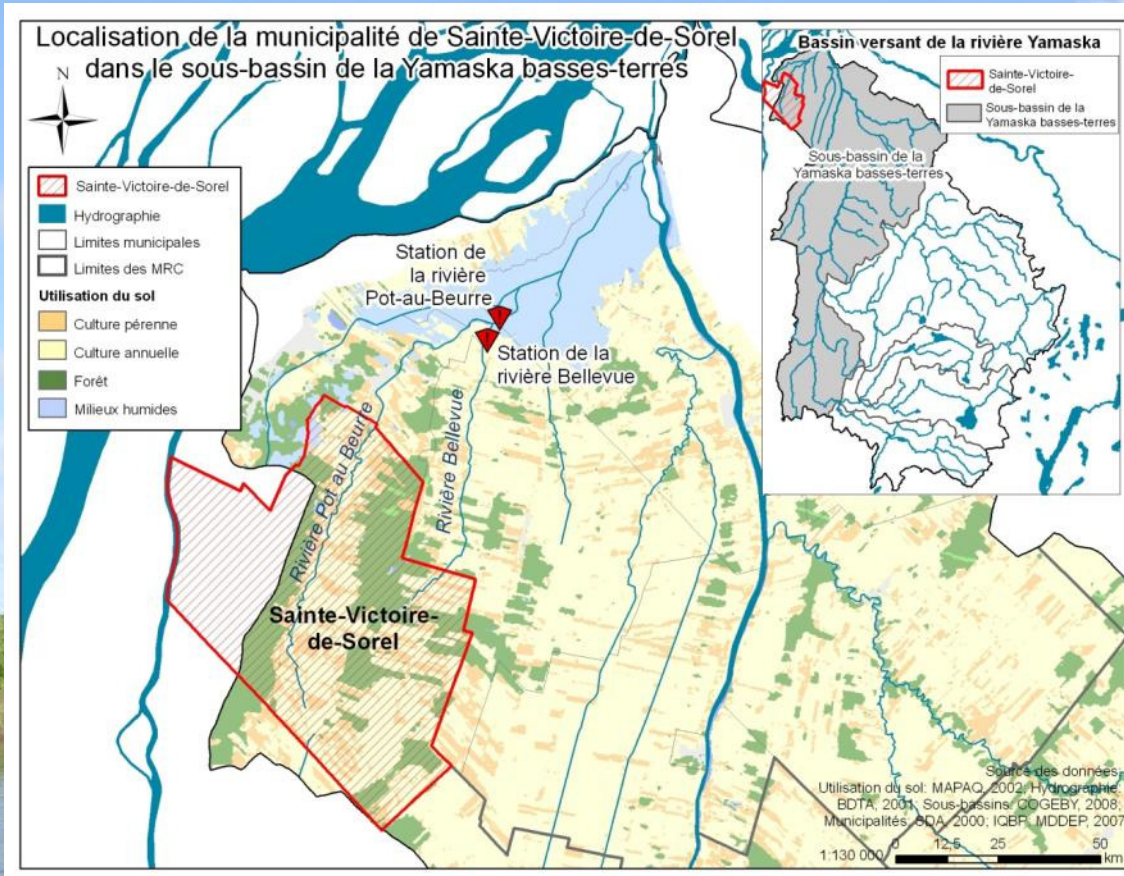 Localisation de la municipalité de Sainte-Victoire-de-Sorel
dans le sous-bassin de la Yamaska basses-terres
N
Sainte-Victoire-de-Sorel
Hydrographie
Limites municipales
Limites des MRC
Utilisation du sol
Culture pérenne
Culture annuelle
Forêt
Milieux humides
Bassin versant de la rivière Yamaska
Sainte-Victoire-
de-Sorel
Sous-bassin de la
Yamaska basses-terres
Sous-bassin de la
Yamaska basses-terres
Station de
la rivière
Pot-au-Beurre
Station de la
rivière Bellevue
Rivière Pot au Beurre
Rivière Bellevue
Sainte-Victoire-
de-Sorel
Source des données:
Utilisation du sol: MAPAQ, 2002; Hydrographie:
BDTA, 2001; Sous-bassins: COGEBY, 2008;
Municipalités: SDA, 2000; IQBP, MDDEP, 2007
1:130 000
0 12,5 25 50
km